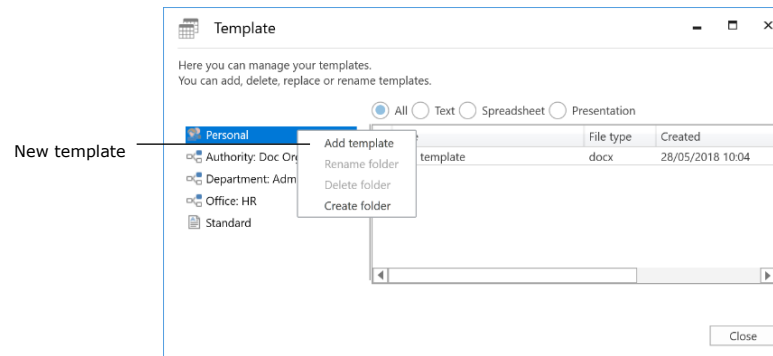 Template
Here you can manage your templates.
You can add, delete, replace or rename templates.
All Text Spreadsheet Presentation
Personal
File type Created
New template
Add template
Authority: Doc Or
template docx 28/05/2018 10:04
Rename folder
Department: Adm
Delete folder
Office: HR
Create folder
Standard
Close